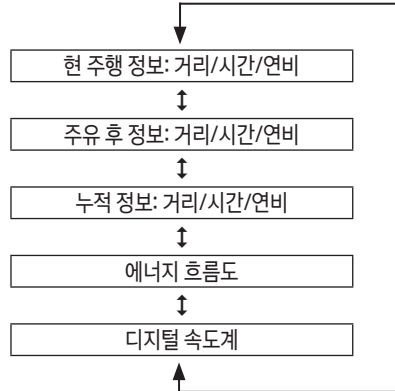 현 주행 정보: 거리/시간/연비
주유 후 정보: 거리/시간/연비
누적 정보: 거리/시간/연비
에너지 흐름도
디지털 속도계